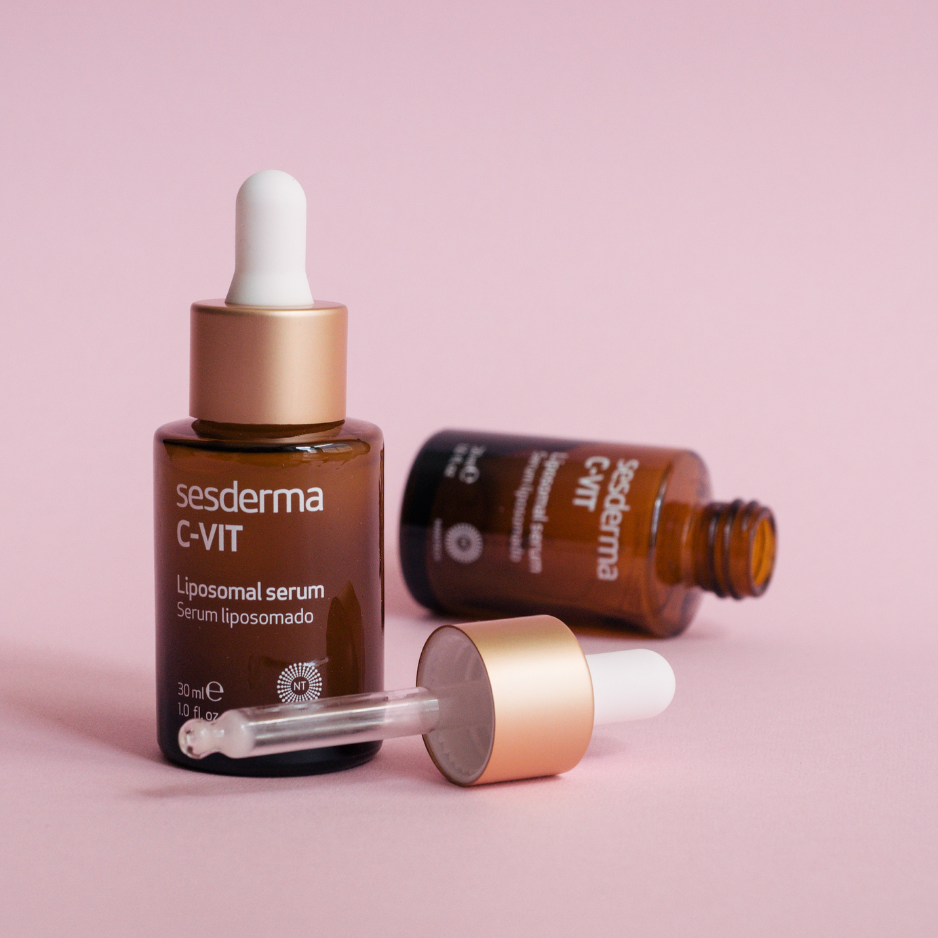 sesderma
C-VIT
Liposomal serum
Serum liposomado
30 ml ℮
1.0 fl. oz
NT
sesderma
C-VIT
Liposomal serum
Serum liposomado